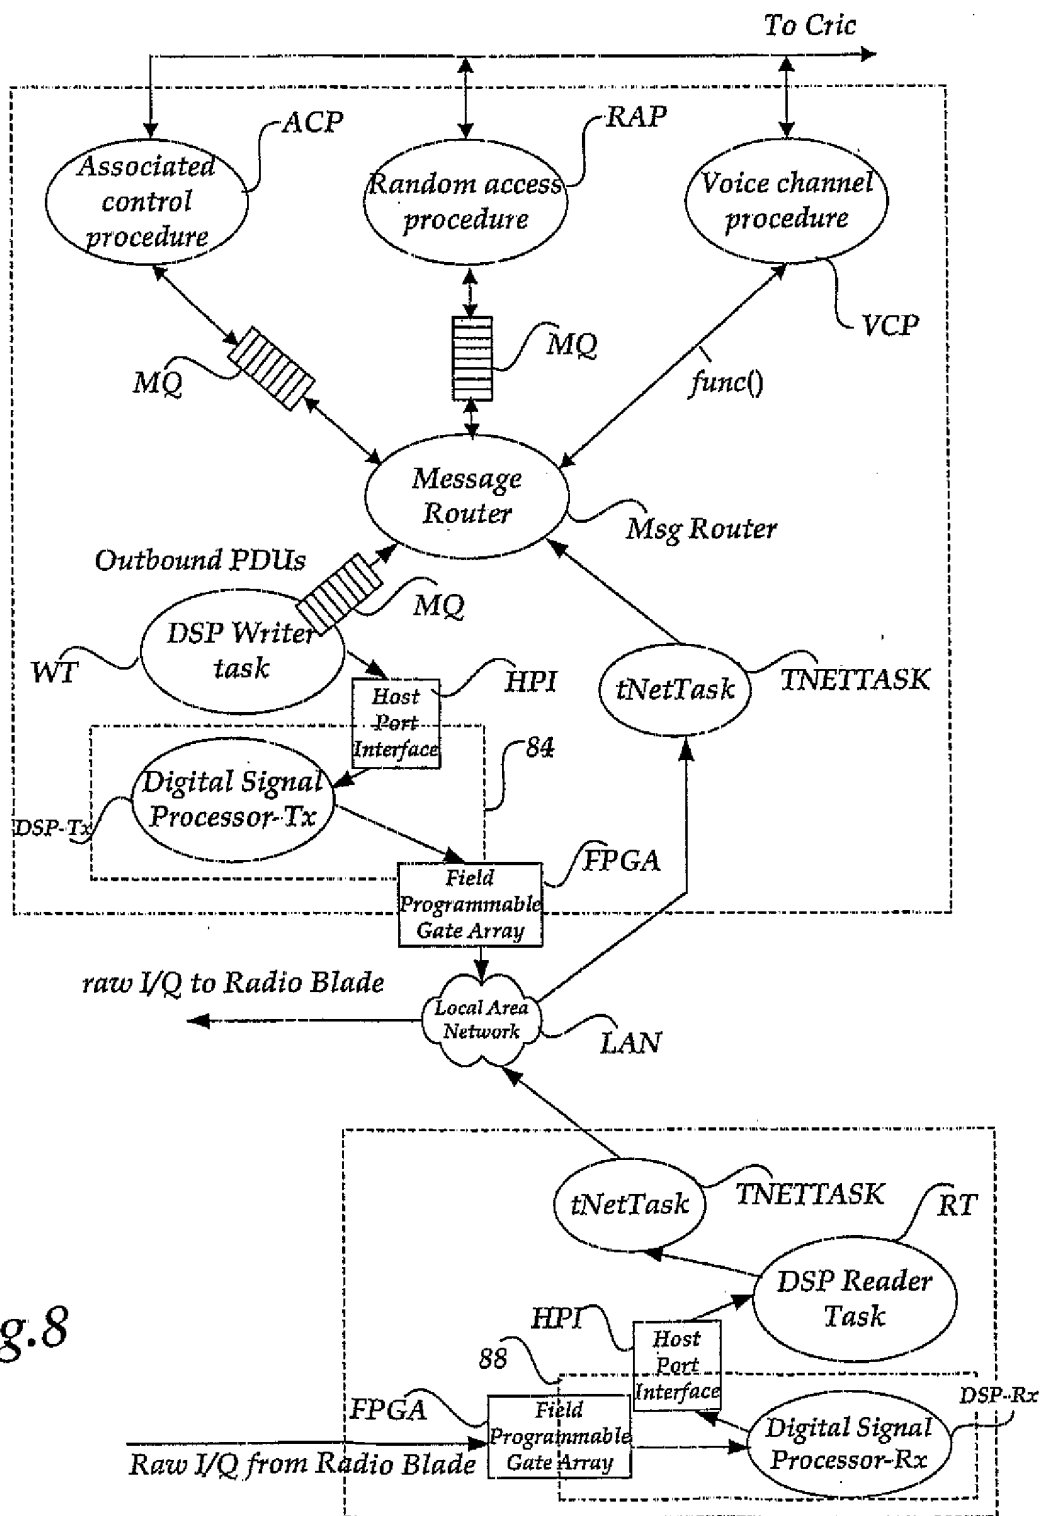 To Cric
ACP
RAP
Associated
control
procedure
Random access
procedure
Voice channel
procedure
VCP
MQ
MQ
func()
Message
Router
Msg Router
Outbound PDUs
MQ
DSP Writer
task
WT
HPI
tNetTask
TNETTASK
Host
Port
Interface
84
Digital Signal
Processor-Tx
DSP-Tx
FPGA
Field
Programmable
Gate Array
raw I/Q to Radio Blade
Local Area
Network
LAN
tNetTask
TNETTASK
RT
DSP Reader
Task
g.8
HPI
Host
Port
Interface
88
DSP-Rx
FPGA
Field
Programmable
Gate Array
Digital Signal
Processor-Rx
Raw I/Q from Radio Blade